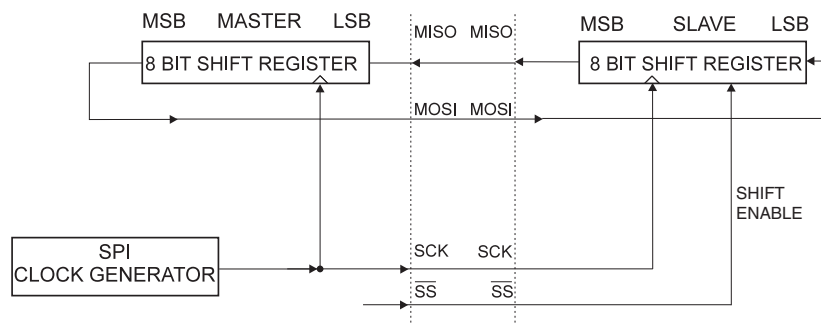 MSB MASTER LSB
MISO MISO
MSB SLAVE LSB
8 BIT SHIFT REGISTER
8 BIT SHIFT REGISTER
MOSI MOSI
SHIFT
ENABLE
SPI
CLOCK GENERATOR
SCK SCK
SS SS